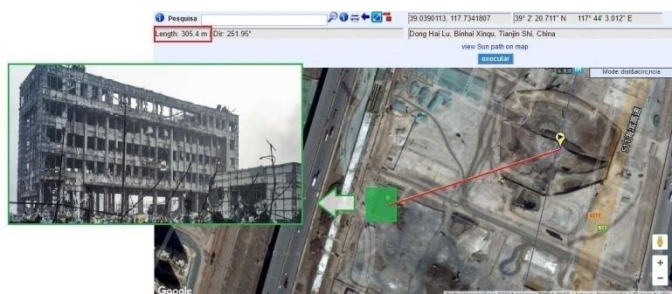 Pesquisa
39.0390113, 117.7341807
39° 2' 20.711" N 117° 44' 3.012" E
Length: 305.4 m
Dir: 251.95°
Dong Hai Lu, Binhai Xinqu, Tianjin Shi, China
view Sun path on map
executar
Mode: dist&acirc;ncia
Google